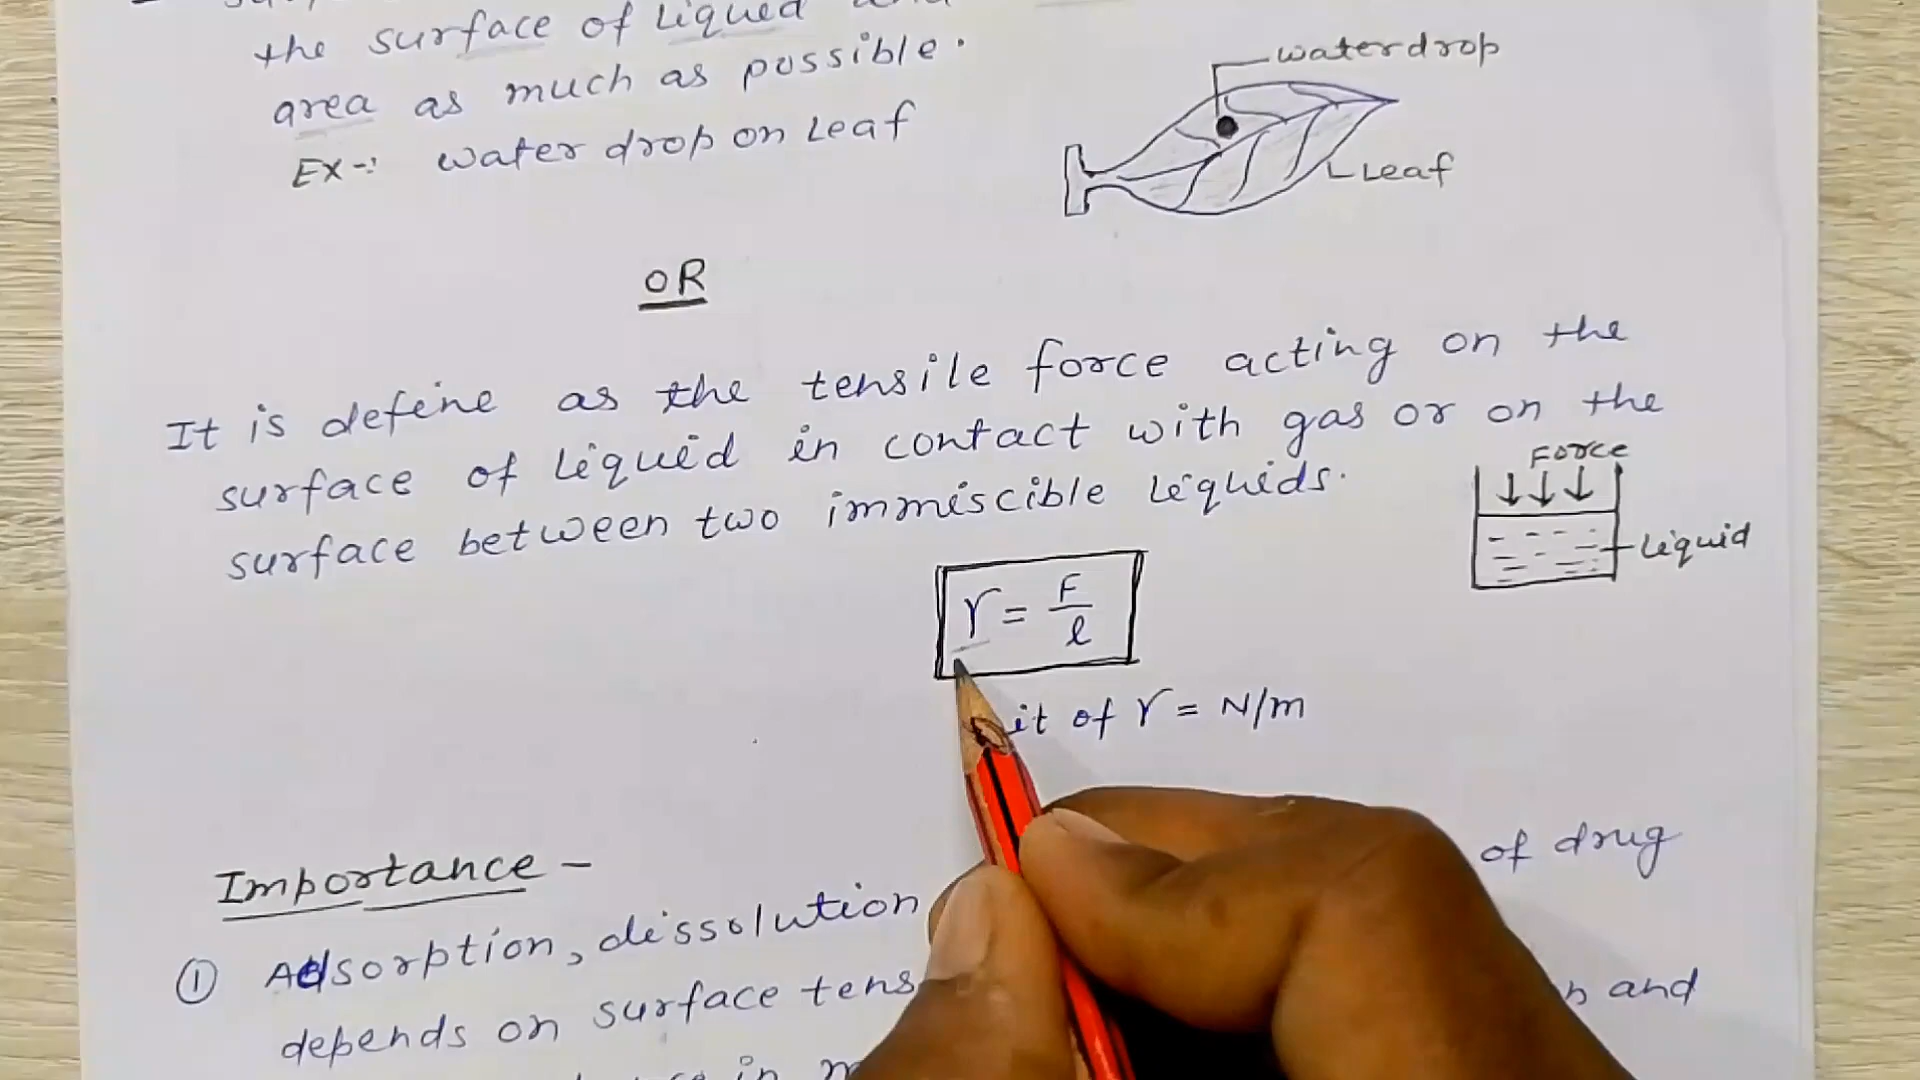 the surface of liquid
area as much as possible.
Ex-: water drop on Leaf
waterdrop
Leaf
OR
It is define as the tensile force acting on the
surface of liquid in contact with gas or on the
surface between two immiscible liquids.
Force
liquid
γ = F/l
it of γ = N/m
Importance -
① Adsorption, dissolution of drug
depends on surface tens and
in